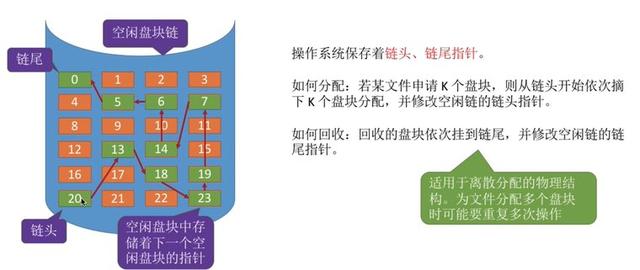 空闲盘块链
链尾
0 1 2 3
4 5 6 7
8 9 10 11
12 13 14 15
16 17 18 19
20 21 22 23
链头
空闲盘块中存
储着下一个空
闲盘块的指针
操作系统保存着链头、链尾指针。
如何分配：若某文件申请 K 个盘块，则从链头开始依次摘
下 K 个盘块分配，并修改空闲链的链头指针。
如何回收：回收的盘块依次挂到链尾，并修改空闲链的链
尾指针。
适用于离散分配的物理结
构。为文件分配多个盘块
时可能要重复多次操作